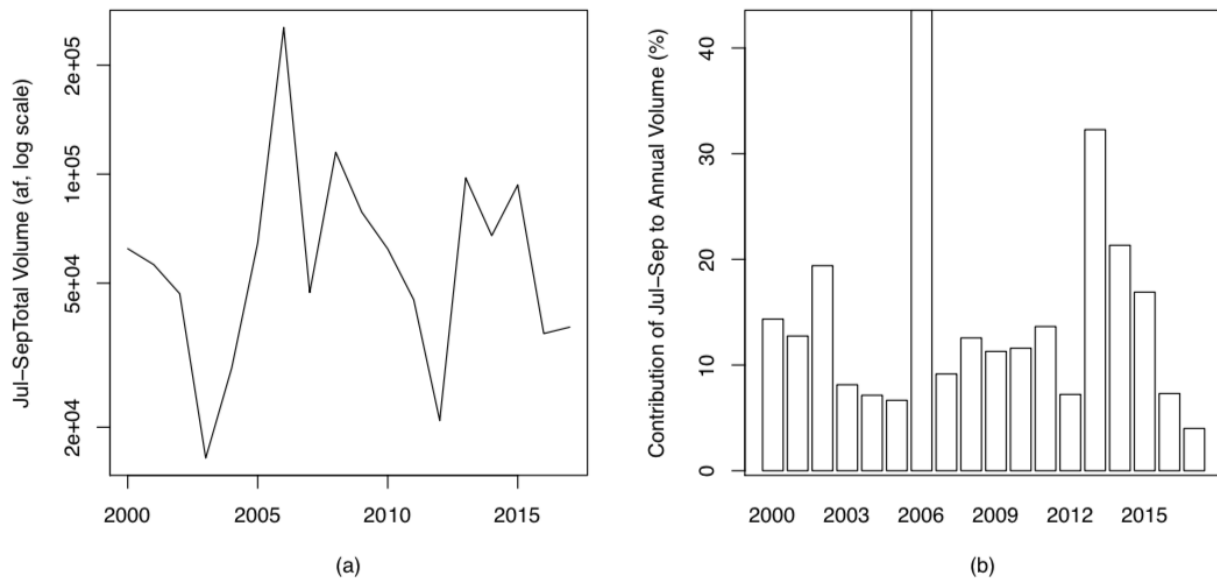 Jul-SepTotal Volume (af, log scale)
2e+05
1e+05
5e+04
2e+04
2000 2005 2010 2015
(a)
Contribution of Jul-Sep to Annual Volume (%)
40
30
20
10
0
2000 2003 2006 2009 2012 2015
(b)